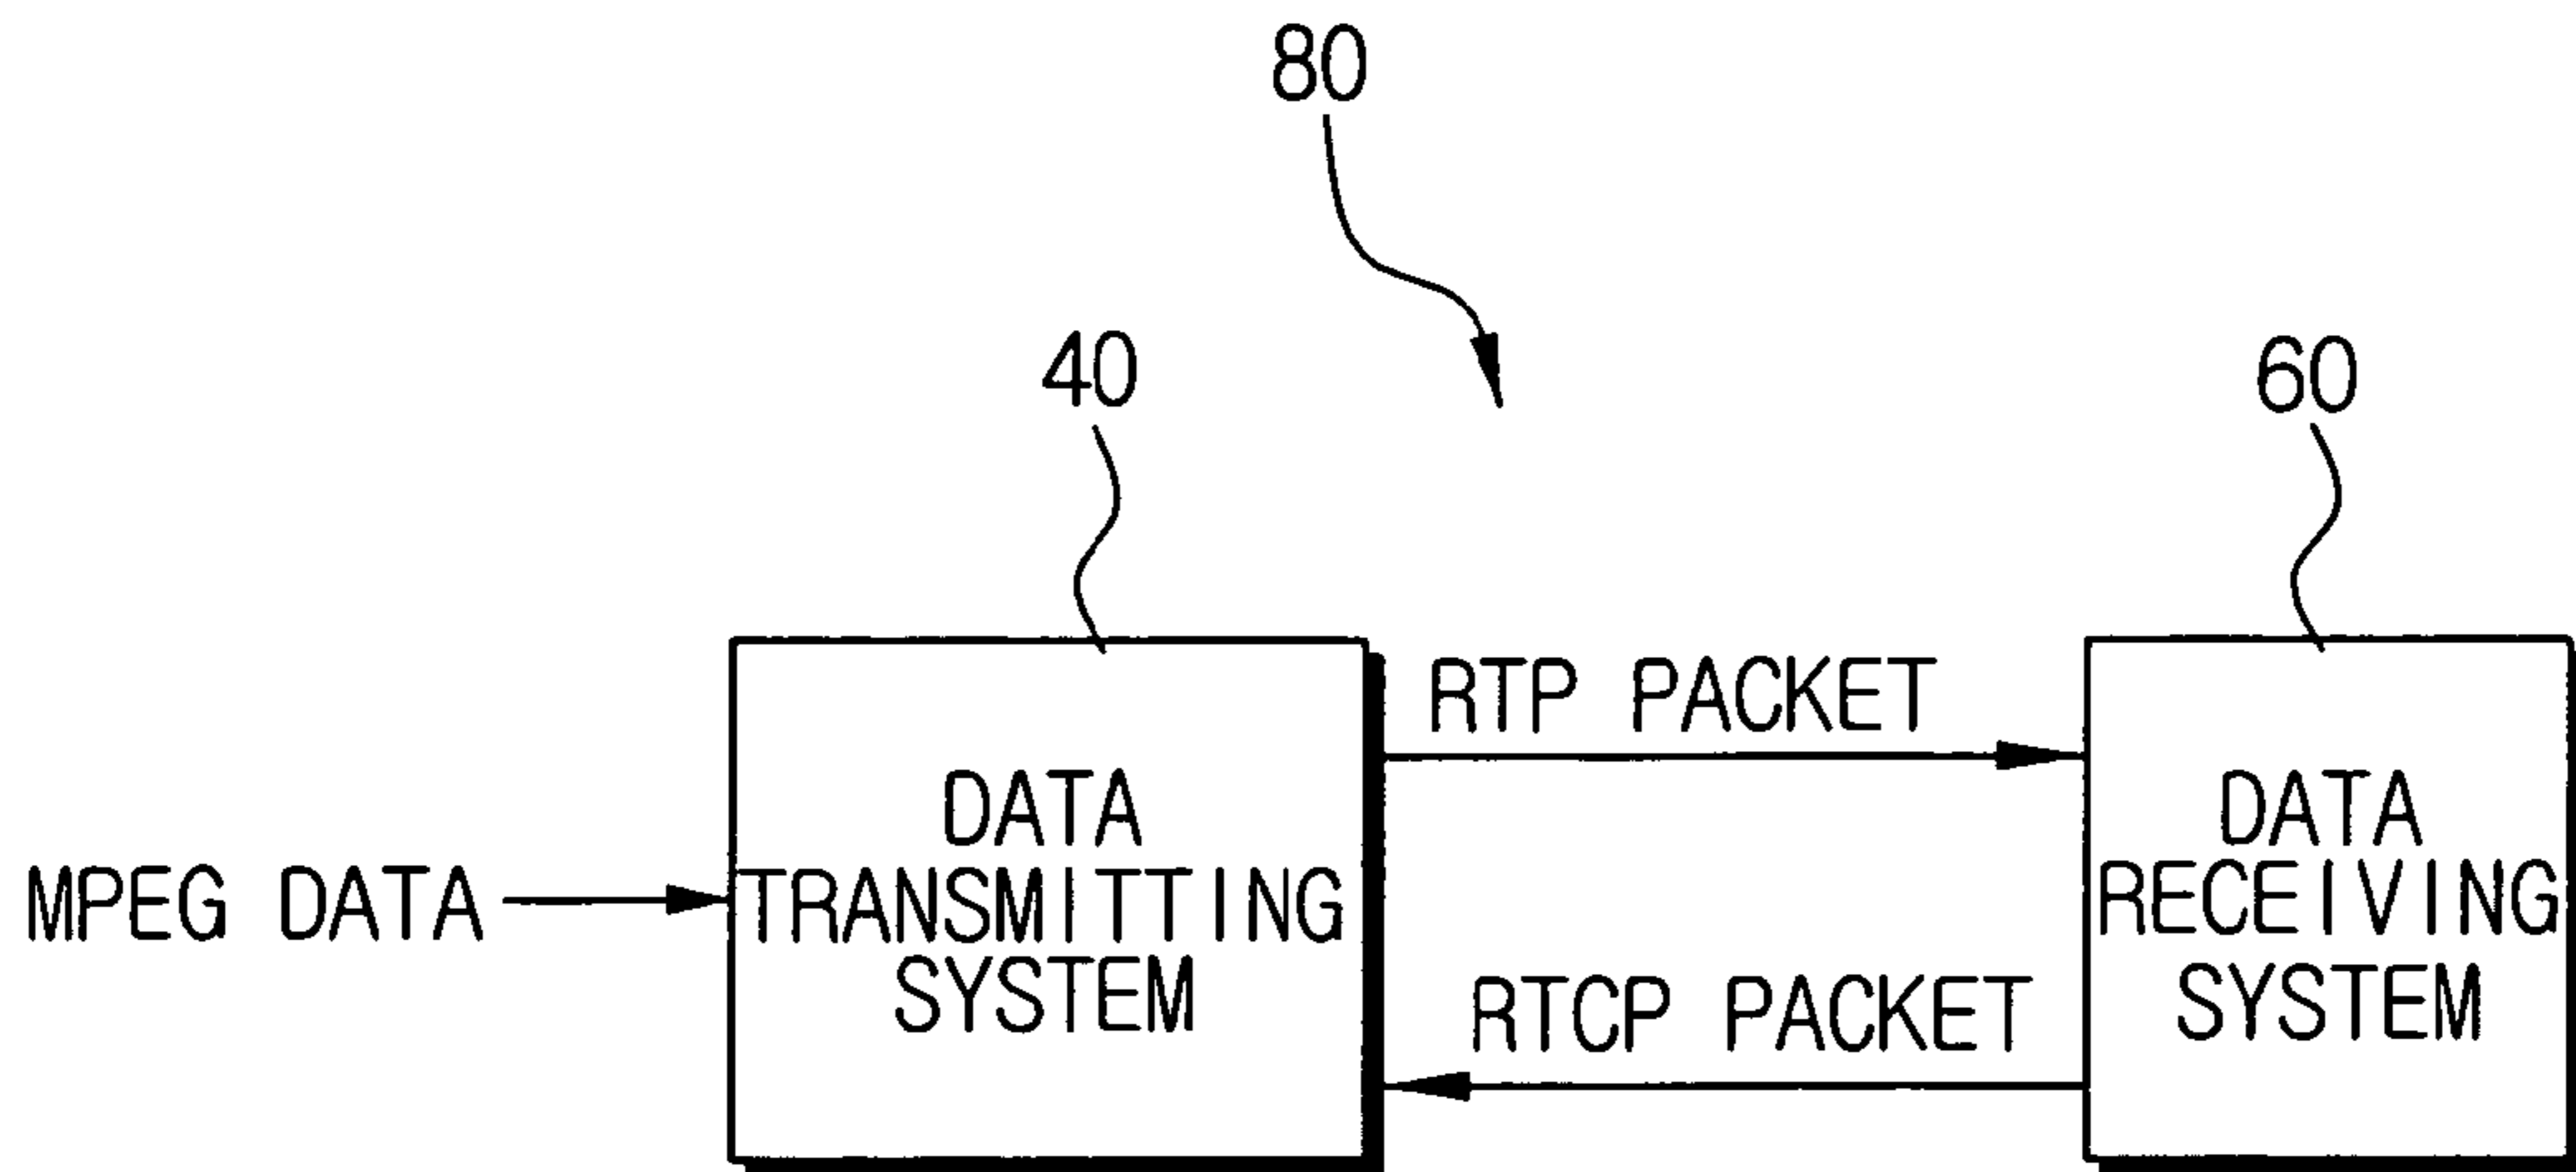 80
40
60
MPEG DATA
DATA
TRANSMITTING
SYSTEM
RTP PACKET
RTCP PACKET
DATA
RECEIVING
SYSTEM